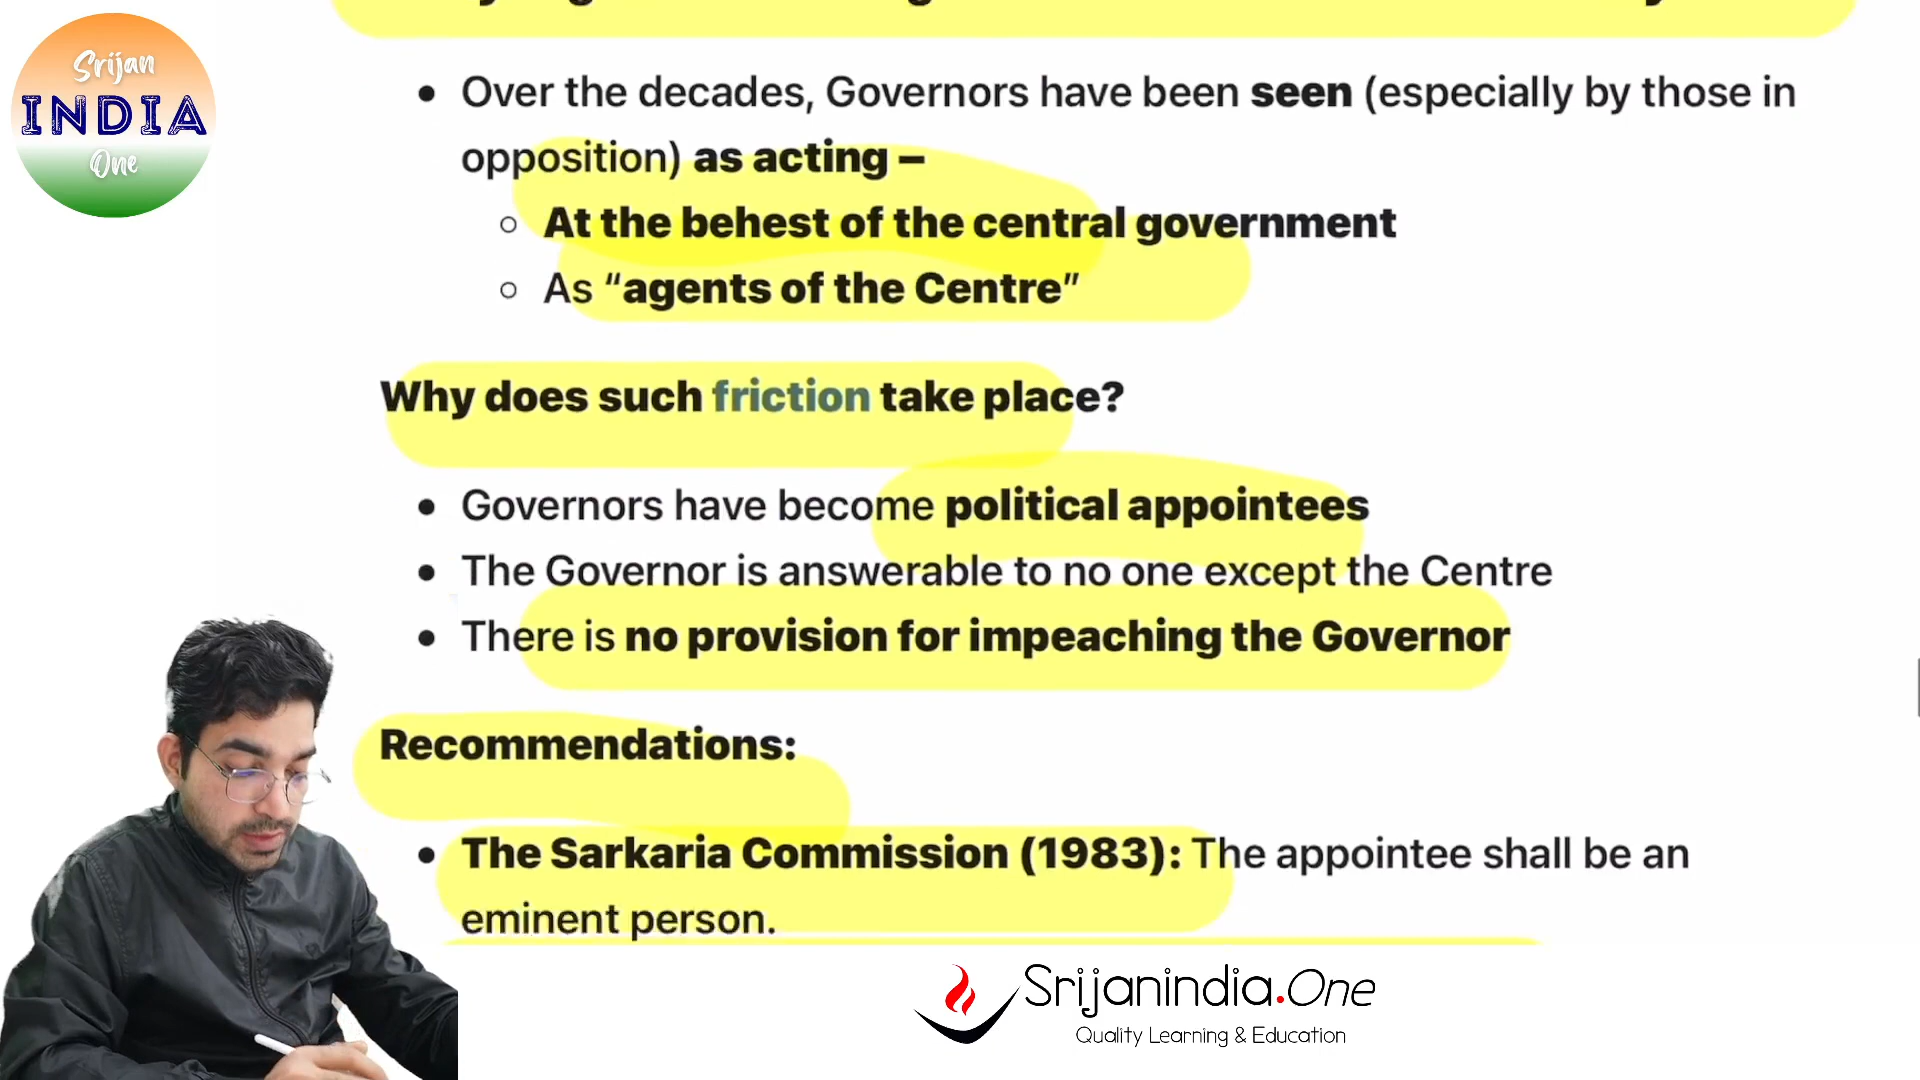 Srijan
INDIA
One
Over the decades, Governors have been seen (especially by those in
opposition) as acting –
At the behest of the central government
As “agents of the Centre”
Why does such friction take place?
Governors have become political appointees
The Governor is answerable to no one except the Centre
There is no provision for impeaching the Governor
Recommendations:
The Sarkaria Commission (1983): The appointee shall be an
eminent person.
Srijanindia.One
Quality Learning & Education